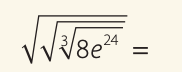 √√∛8e²⁴ =